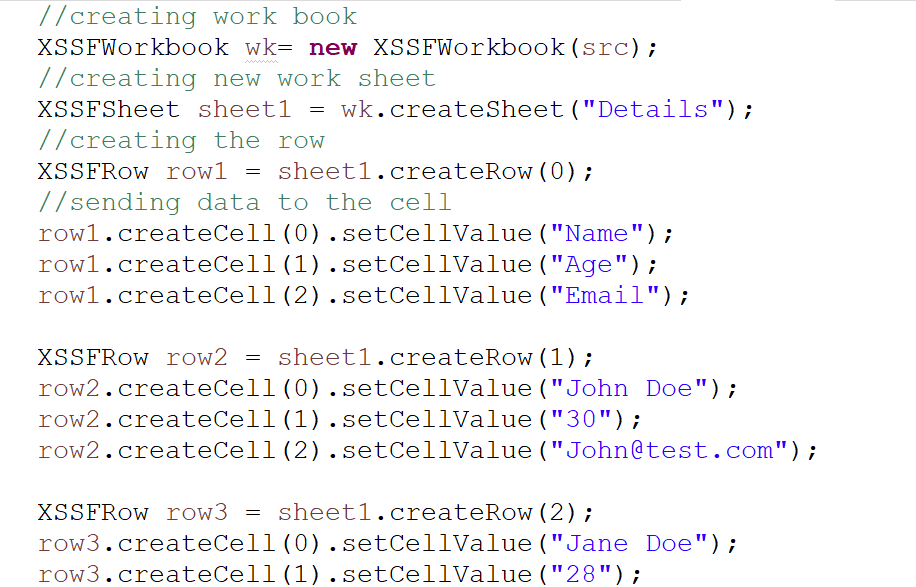 //creating work book
XSSFWorkbook wk= new XSSFWorkbook(src);
//creating new work sheet
XSSFSheet sheet1 = wk.createSheet("Details");
//creating the row
XSSFRow row1 = sheet1.createRow(0);
//sending data to the cell
row1.createCell(0).setCellValue("Name");
row1.createCell(1).setCellValue("Age");
row1.createCell(2).setCellValue("Email");

XSSFRow row2 = sheet1.createRow(1);
row2.createCell(0).setCellValue("John Doe");
row2.createCell(1).setCellValue("30");
row2.createCell(2).setCellValue("John@test.com");

XSSFRow row3 = sheet1.createRow(2);
row3.createCell(0).setCellValue("Jane Doe");
row3.createCell(1).setCellValue("28");